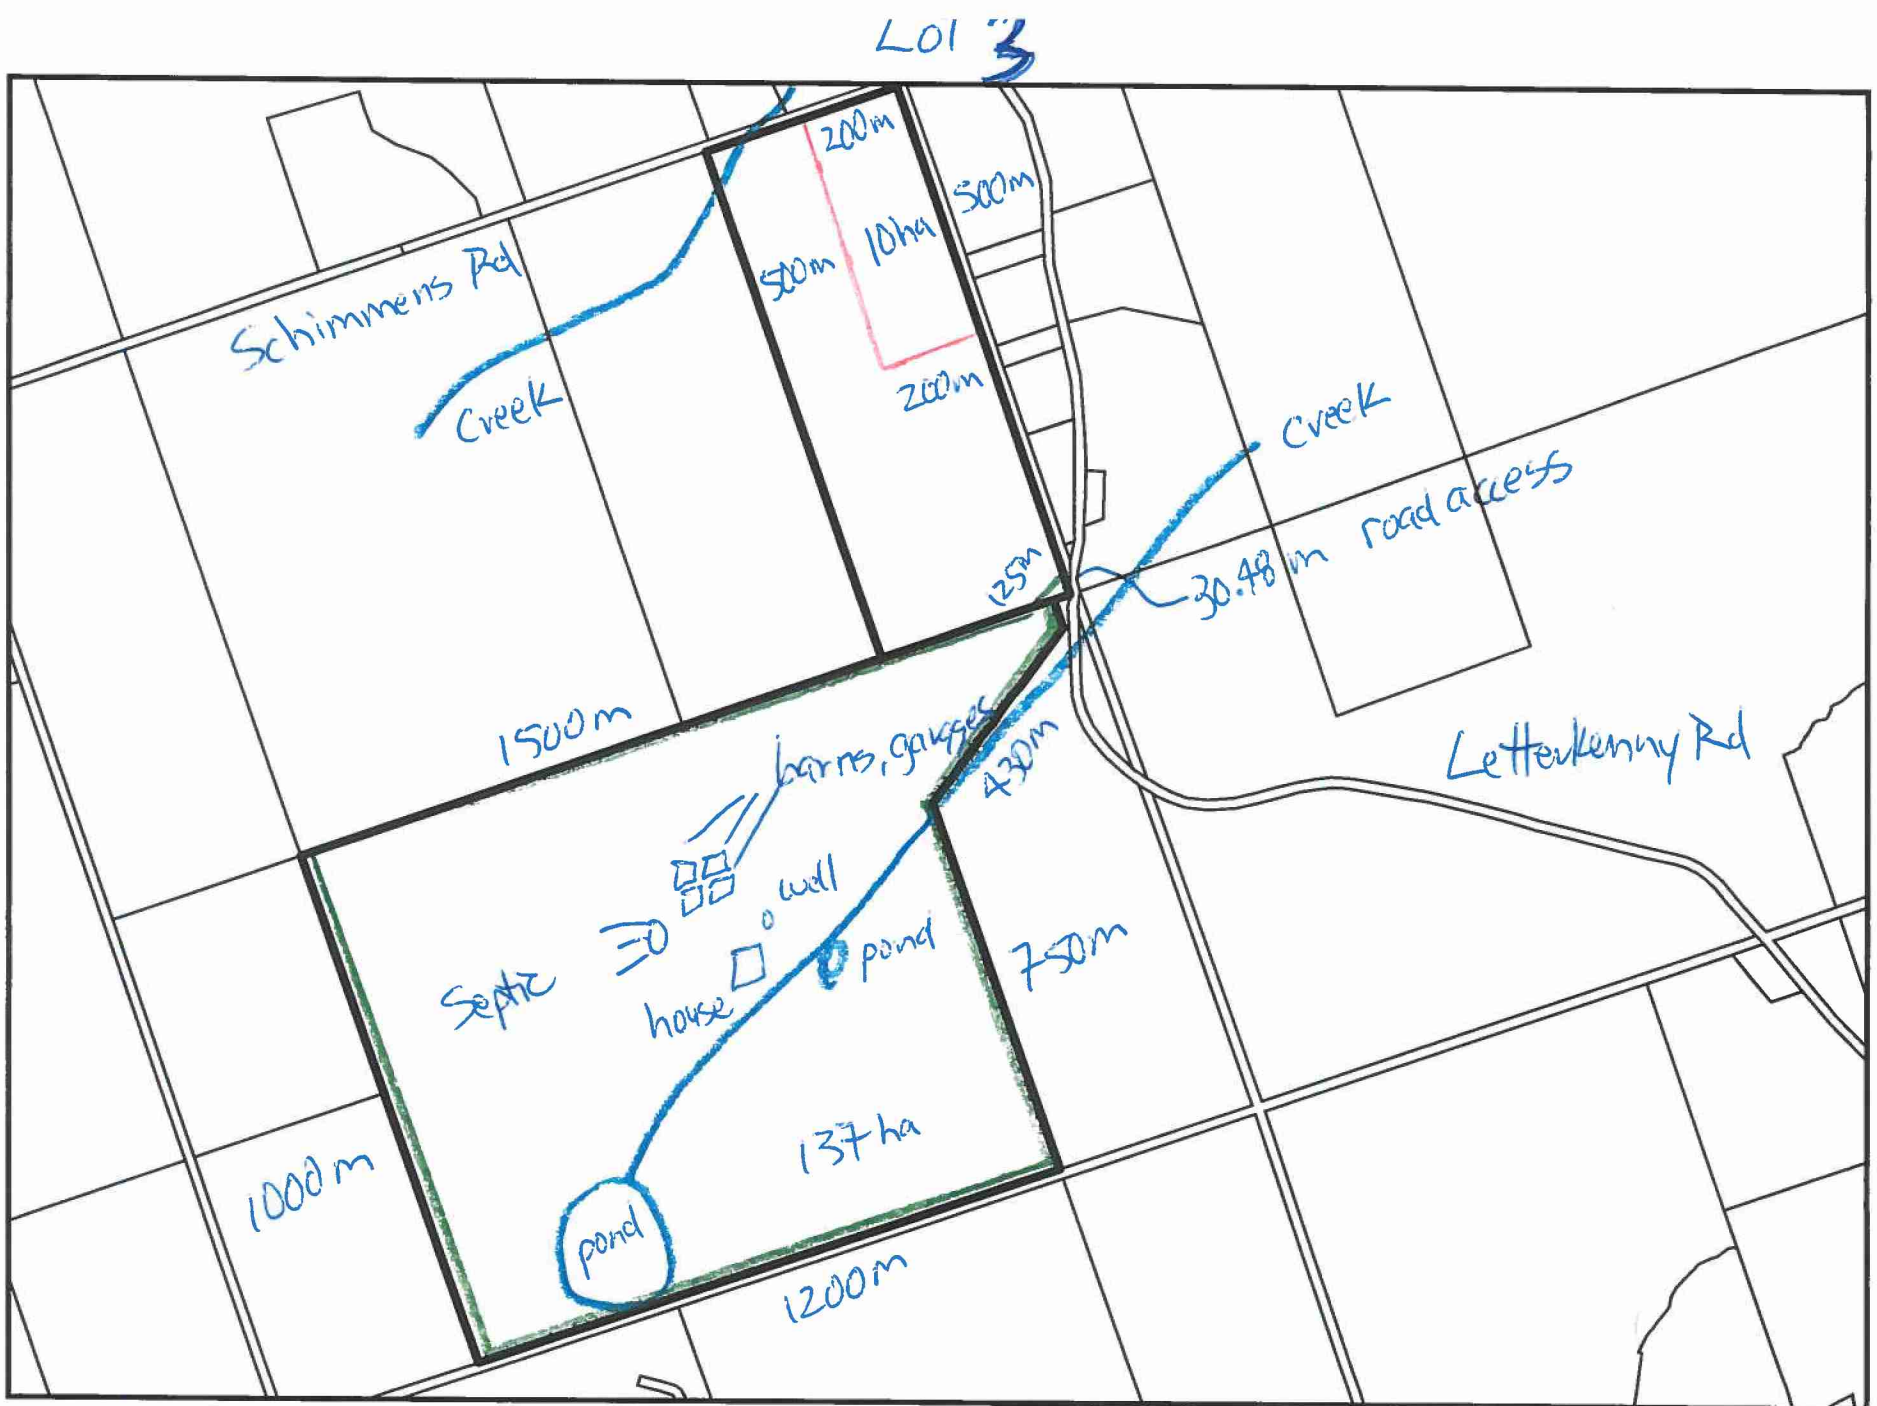 Lot 3
200m
500m
10ha
500m
Schimmens Rd
200m
Creek
Creek
road access
30.48 m
125m
1500m
barns, garages
430m
Letterkenny Rd
well
pond
750m
Septic
house
137ha
1000m
pond
1200m